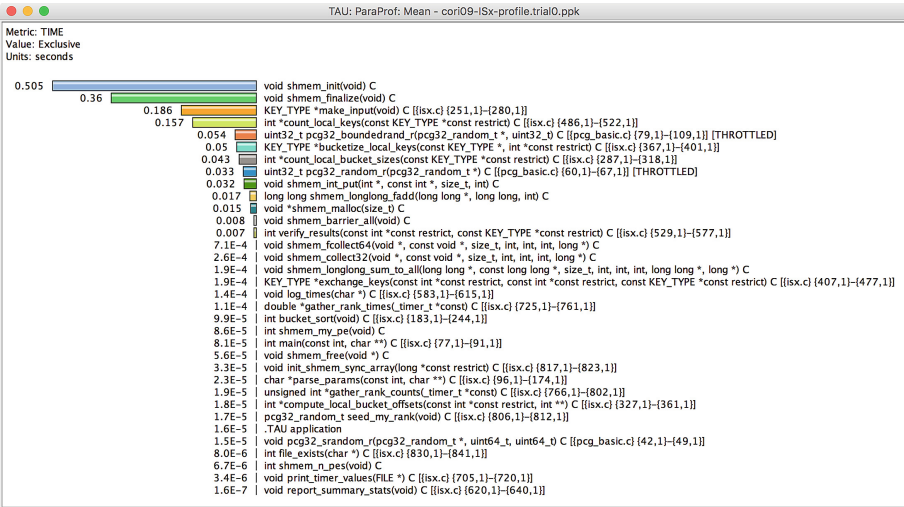 TAU: ParaProf: Mean - cori09-ISx-profile.trial0.ppk
Metric: TIME
Value: Exclusive
Units: seconds
0.505 void shmem_init(void) C
0.36 void shmem_finalize(void) C
0.186 KEY_TYPE *make_input(void) C [{isx.c} {251,1}-{280,1}]
0.157 int *count_local_keys(const KEY_TYPE *const restrict) C [{isx.c} {486,1}-{522,1}]
0.054 uint32_t pcg32_boundedrand_r(pcg32_random_t *, uint32_t) C [{pcg_basic.c} {79,1}-{109,1}] [THROTTLED]
0.05 KEY_TYPE *bucketize_local_keys(const KEY_TYPE *, int *const restrict) C [{isx.c} {367,1}-{401,1}]
0.043 int *count_local_bucket_sizes(const KEY_TYPE *const restrict) C [{isx.c} {287,1}-{318,1}]
0.033 uint32_t pcg32_random_r(pcg32_random_t *) C [{pcg_basic.c} {60,1}-{67,1}] [THROTTLED]
0.032 void shmem_int_put(int *, const int *, size_t, int) C
0.017 long long shmem_longlong_fadd(long long *, long long, int) C
0.015 void *shmem_malloc(size_t) C
0.008 void shmem_barrier_all(void) C
0.007 int verify_results(const int *const restrict, const KEY_TYPE *const restrict) C [{isx.c} {529,1}-{577,1}]
7.1E-4 void shmem_fcollect64(void *, const void *, size_t, int, int, int, long *) C
2.6E-4 void shmem_collect32(void *, const void *, size_t, int, int, int, long *) C
1.9E-4 void shmem_longlong_sum_to_all(long long *, const long long *, size_t, int, int, int, long long *, long *) C
1.9E-4 KEY_TYPE *exchange_keys(const int *const restrict, const int *const restrict, const KEY_TYPE *const restrict) C [{isx.c} {407,1}-{477,1}]
1.4E-4 void log_times(char *) C [{isx.c} {583,1}-{615,1}]
1.1E-4 double *gather_rank_times(_timer_t *const) C [{isx.c} {725,1}-{761,1}]
9.9E-5 int bucket_sort(void) C [{isx.c} {183,1}-{244,1}]
8.6E-5 int shmem_my_pe(void) C
8.1E-5 int main(const int, char **) C [{isx.c} {77,1}-{91,1}]
5.6E-5 void shmem_free(void *) C
3.3E-5 void init_shmem_sync_array(long *const restrict) C [{isx.c} {817,1}-{823,1}]
2.3E-5 char *parse_params(const int, char **) C [{isx.c} {96,1}-{174,1}]
1.9E-5 unsigned int *gather_rank_counts(_timer_t *const) C [{isx.c} {766,1}-{802,1}]
1.8E-5 int *compute_local_bucket_offsets(const int *const restrict, int **) C [{isx.c} {327,1}-{361,1}]
1.7E-5 pcg32_random_t seed_my_rank(void) C [{isx.c} {806,1}-{812,1}]
1.6E-5 .TAU application
1.5E-5 void pcg32_srandom_r(pcg32_random_t *, uint64_t, uint64_t) C [{pcg_basic.c} {42,1}-{49,1}]
8.0E-6 int file_exists(char *) C [{isx.c} {830,1}-{841,1}]
6.7E-6 int shmem_n_pes(void) C
3.4E-6 void print_timer_values(FILE *) C [{isx.c} {705,1}-{720,1}]
1.6E-7 void report_summary_stats(void) C [{isx.c} {620,1}-{640,1}]